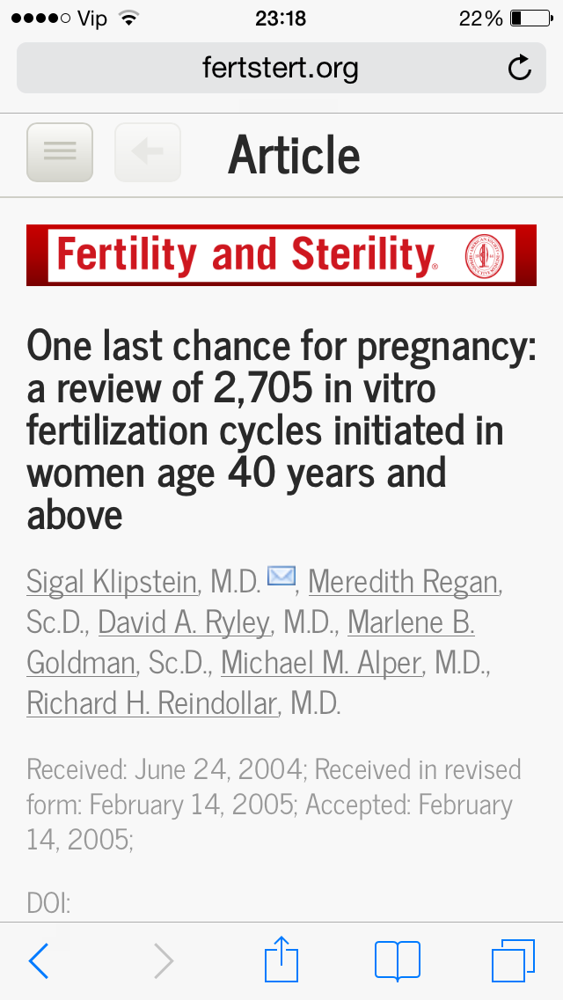 Vip 23:18 22%
fertstert.org
Article
Fertility and Sterility®
One last chance for pregnancy:
a review of 2,705 in vitro
fertilization cycles initiated in
women age 40 years and
above
Sigal Klipstein, M.D. , Meredith Regan,
Sc.D., David A. Ryley, M.D., Marlene B.
Goldman, Sc.D., Michael M. Alper, M.D.,
Richard H. Reindollar, M.D.
Received: June 24, 2004; Received in revised
form: February 14, 2005; Accepted: February
14, 2005;
DOI: